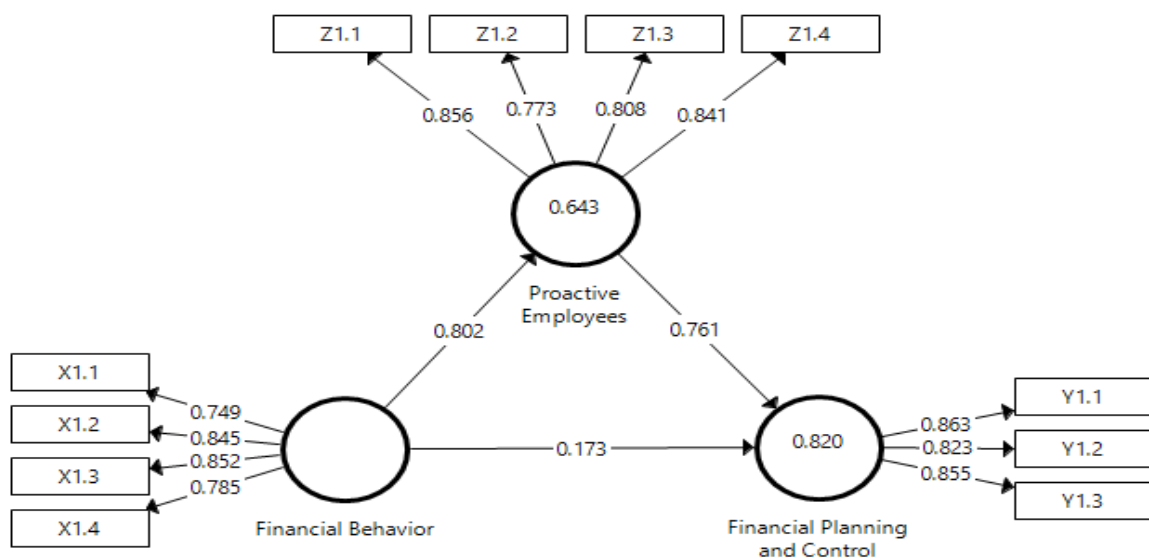 Z1.1
Z1.2
Z1.3
Z1.4
0.856
0.773
0.808
0.841
0.643
Proactive
Employees
0.802
0.761
X1.1
X1.2
X1.3
X1.4
0.749
0.845
0.852
0.785
Financial Behavior
0.173
0.820
Financial Planning
and Control
0.863
0.823
0.855
Y1.1
Y1.2
Y1.3